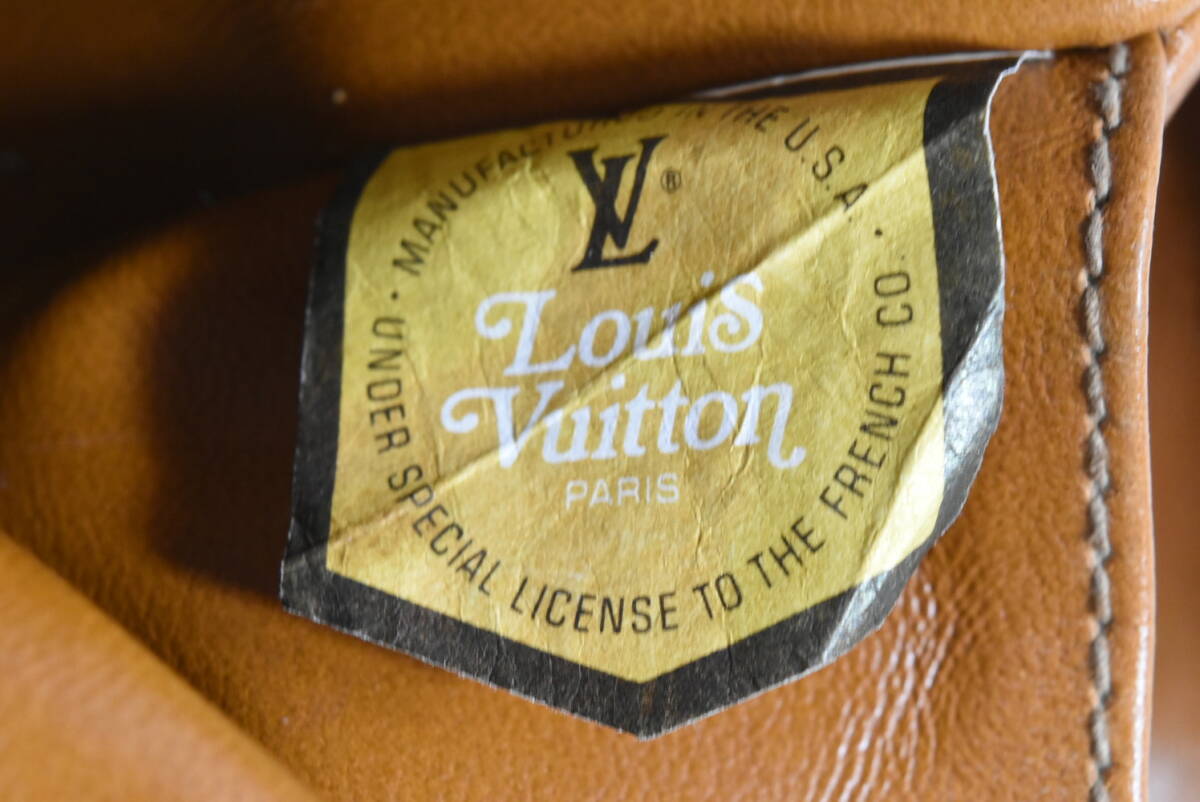 · MANUFACTURED IN THE U.S.A. ·
LV ®
Louis
Vuitton
PARIS
UNDER SPECIAL LICENSE TO THE FRENCH CO.